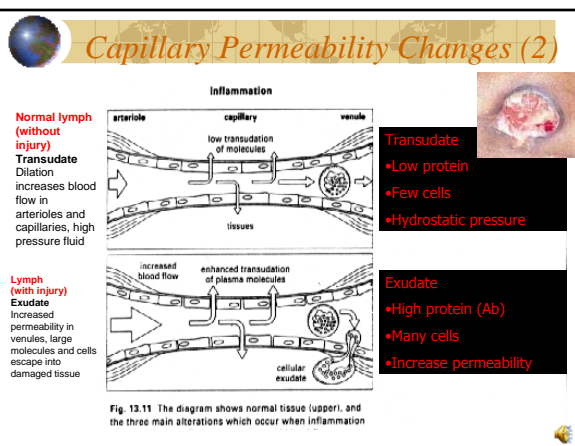 Capillary Permeability Changes (2)
Normal lymph
(without
injury)
Transudate
Dilation
increases blood
flow in
arterioles and
capillaries, high
pressure fluid
Lymph
(with injury)
Exudate
Increased
permeability in
venules, large
molecules and cells
escape into
damaged tissue
Inflammation
arteriole capillary venule
low transudation
of molecules
tissues
increased
blood flow
enhanced transudation
of plasma molecules
cellular
exudate
Fig. 13.11 The diagram shows normal tissue (upper), and
the three main alterations which occur when inflammation
Transudate
•Low protein
•Few cells
•Hydrostatic pressure
Exudate
•High protein (Ab)
•Many cells
•Increase permeability